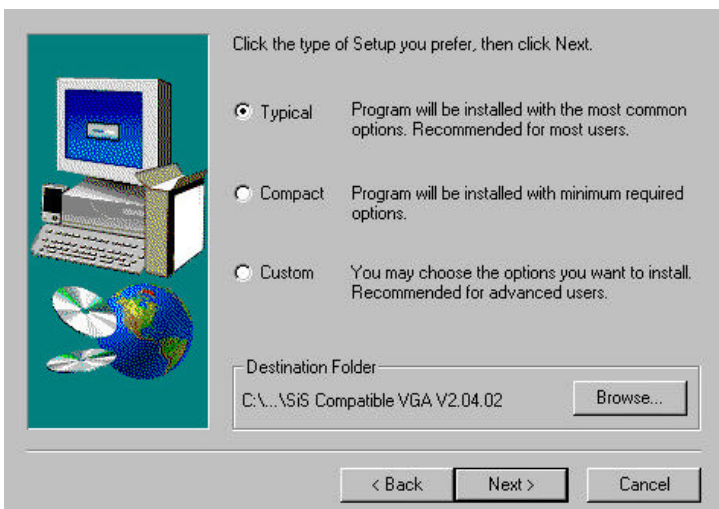 Click the type of Setup you prefer, then click Next.
Typical
Program will be installed with the most common
options. Recommended for most users.
Compact
Program will be installed with minimum required
options.
Custom
You may choose the options you want to install.
Recommended for advanced users.
Destination Folder
C:\...\SiS Compatible VGA V2.04.02
Browse...
< Back
Next >
Cancel